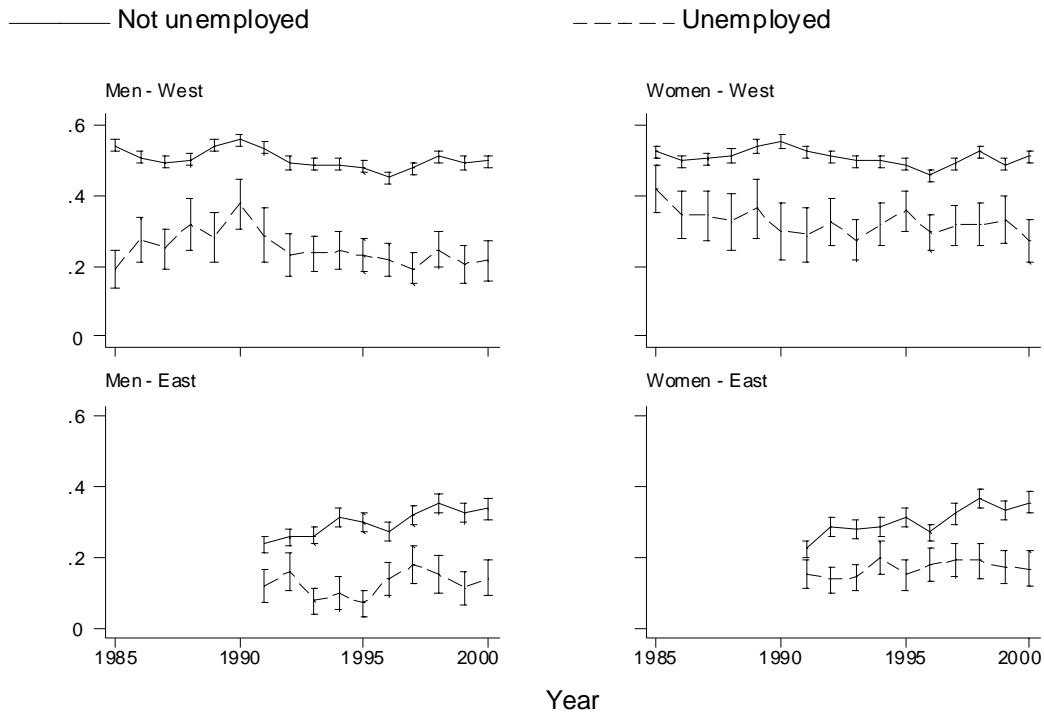 Not unemployed Unemployed
Men - West Women - West
.6
.4
.2
0
Men - East Women - East
.6
.4
.2
0
1985 1990 1995 2000 1985 1990 1995 2000
Year